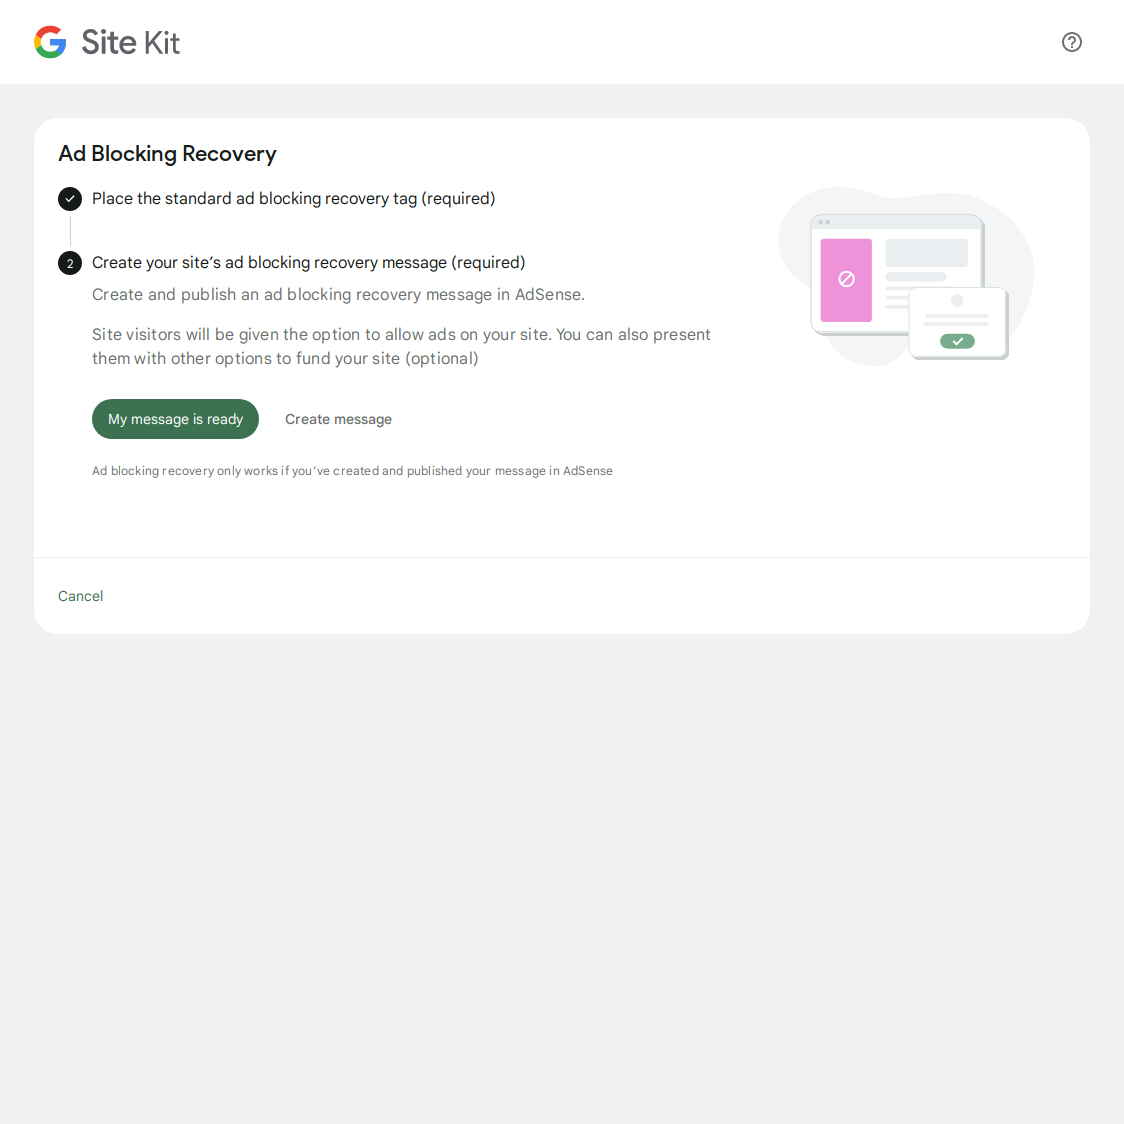 Site Kit
Ad Blocking Recovery
Place the standard ad blocking recovery tag (required)
2 Create your site’s ad blocking recovery message (required)
Create and publish an ad blocking recovery message in AdSense.
Site visitors will be given the option to allow ads on your site. You can also present
them with other options to fund your site (optional)
My message is ready Create message
Ad blocking recovery only works if you’ve created and published your message in AdSense
Cancel